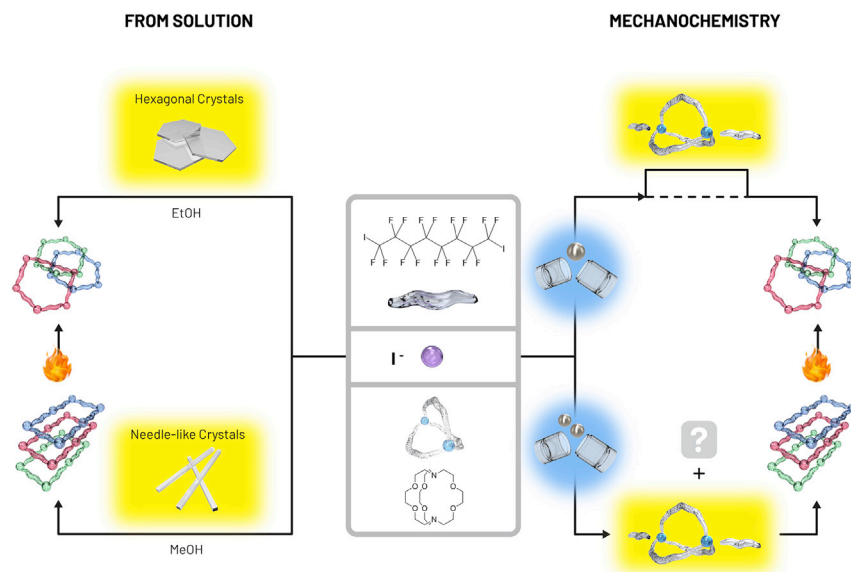 FROM SOLUTION
MECHANOCHEMISTRY
Hexagonal Crystals
EtOH
F F F F F F F F
I
I
F F F F F F F F
I -
Needle-like Crystals
MeOH
N
O O O
O O O
N
?
+